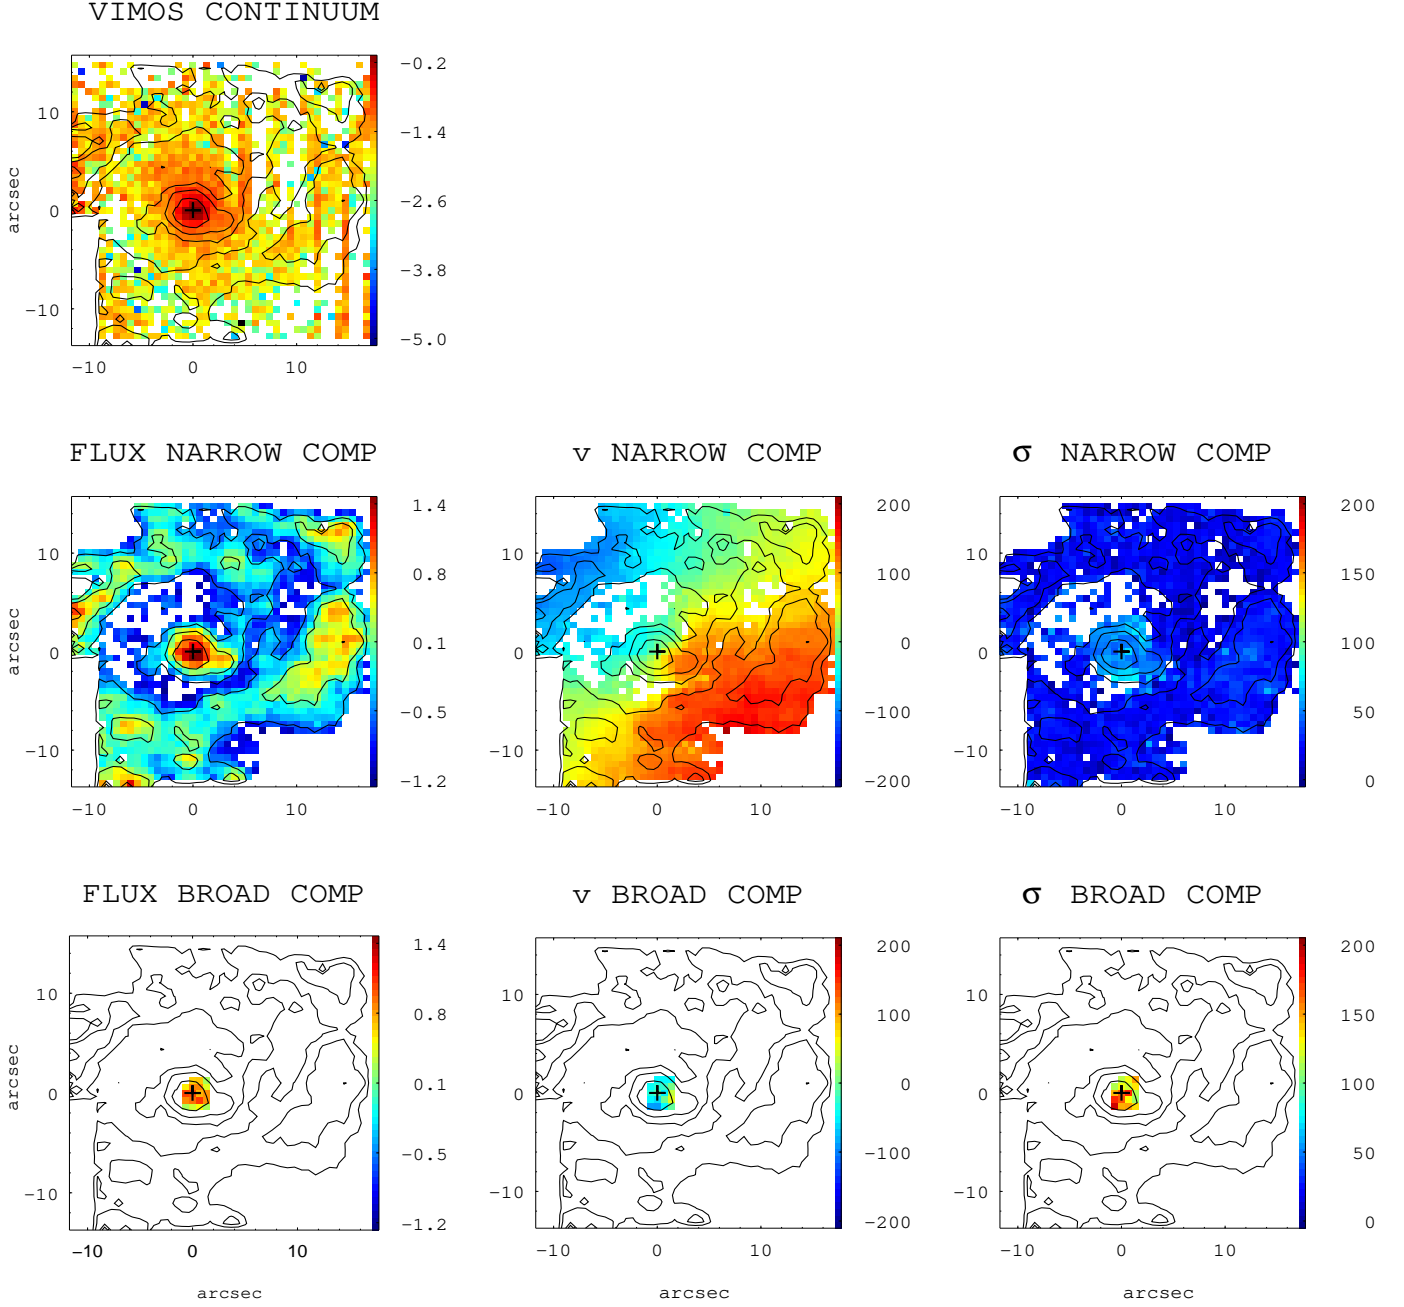 VIMOS CONTINUUM
arcsec
10
0
−10
−10 0 10
−0.2
−1.4
−2.6
−3.8
−5.0
FLUX NARROW COMP
arcsec
10
0
−10
−10 0 10
1.4
0.8
0.1
−0.5
−1.2
v NARROW COMP
10
0
−10
−10 0 10
200
100
0
−100
−200
σ NARROW COMP
10
0
−10
−10 0 10
200
150
100
50
0
FLUX BROAD COMP
arcsec
10
0
−10
−10 0 10
arcsec
1.4
0.8
0.1
−0.5
−1.2
v BROAD COMP
10
0
−10
−10 0 10
arcsec
200
100
0
−100
−200
σ BROAD COMP
10
0
−10
−10 0 10
arcsec
200
150
100
50
0